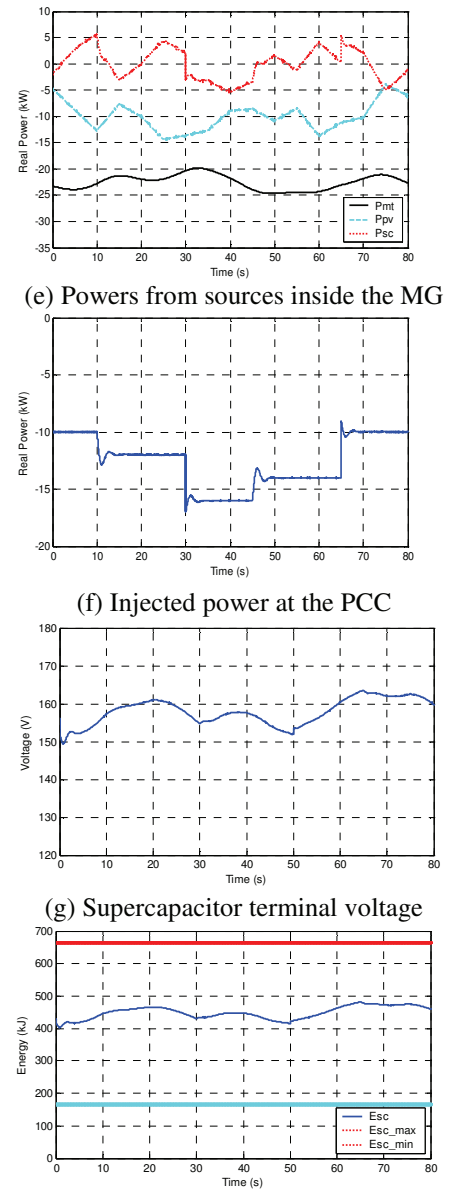 10
5
0
-5
-10
-15
-20
-25
-30
-35
Real Power (kW)
Pmt
Ppv
Psc
0 10 20 30 40 50 60 70 80
Time (s)
(e) Powers from sources inside the MG
0
-5
-10
-15
-20
Real Power (kW)
0 10 20 30 40 50 60 70 80
Time (s)
(f) Injected power at the PCC
180
170
160
150
140
130
120
Voltage (V)
0 10 20 30 40 50 60 70 80
Time (s)
(g) Supercapacitor terminal voltage
700
600
500
400
300
200
100
0
Energy (kJ)
Esc
Esc_max
Esc_min
0 10 20 30 40 50 60 70 80
Time (s)